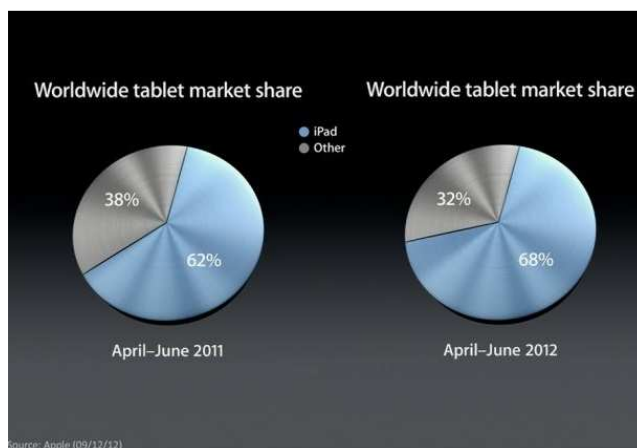 Worldwide tablet market share
Worldwide tablet market share
iPad
Other
38%
62%
32%
68%
April–June 2011
April–June 2012
Source: Apple (09/12/12)